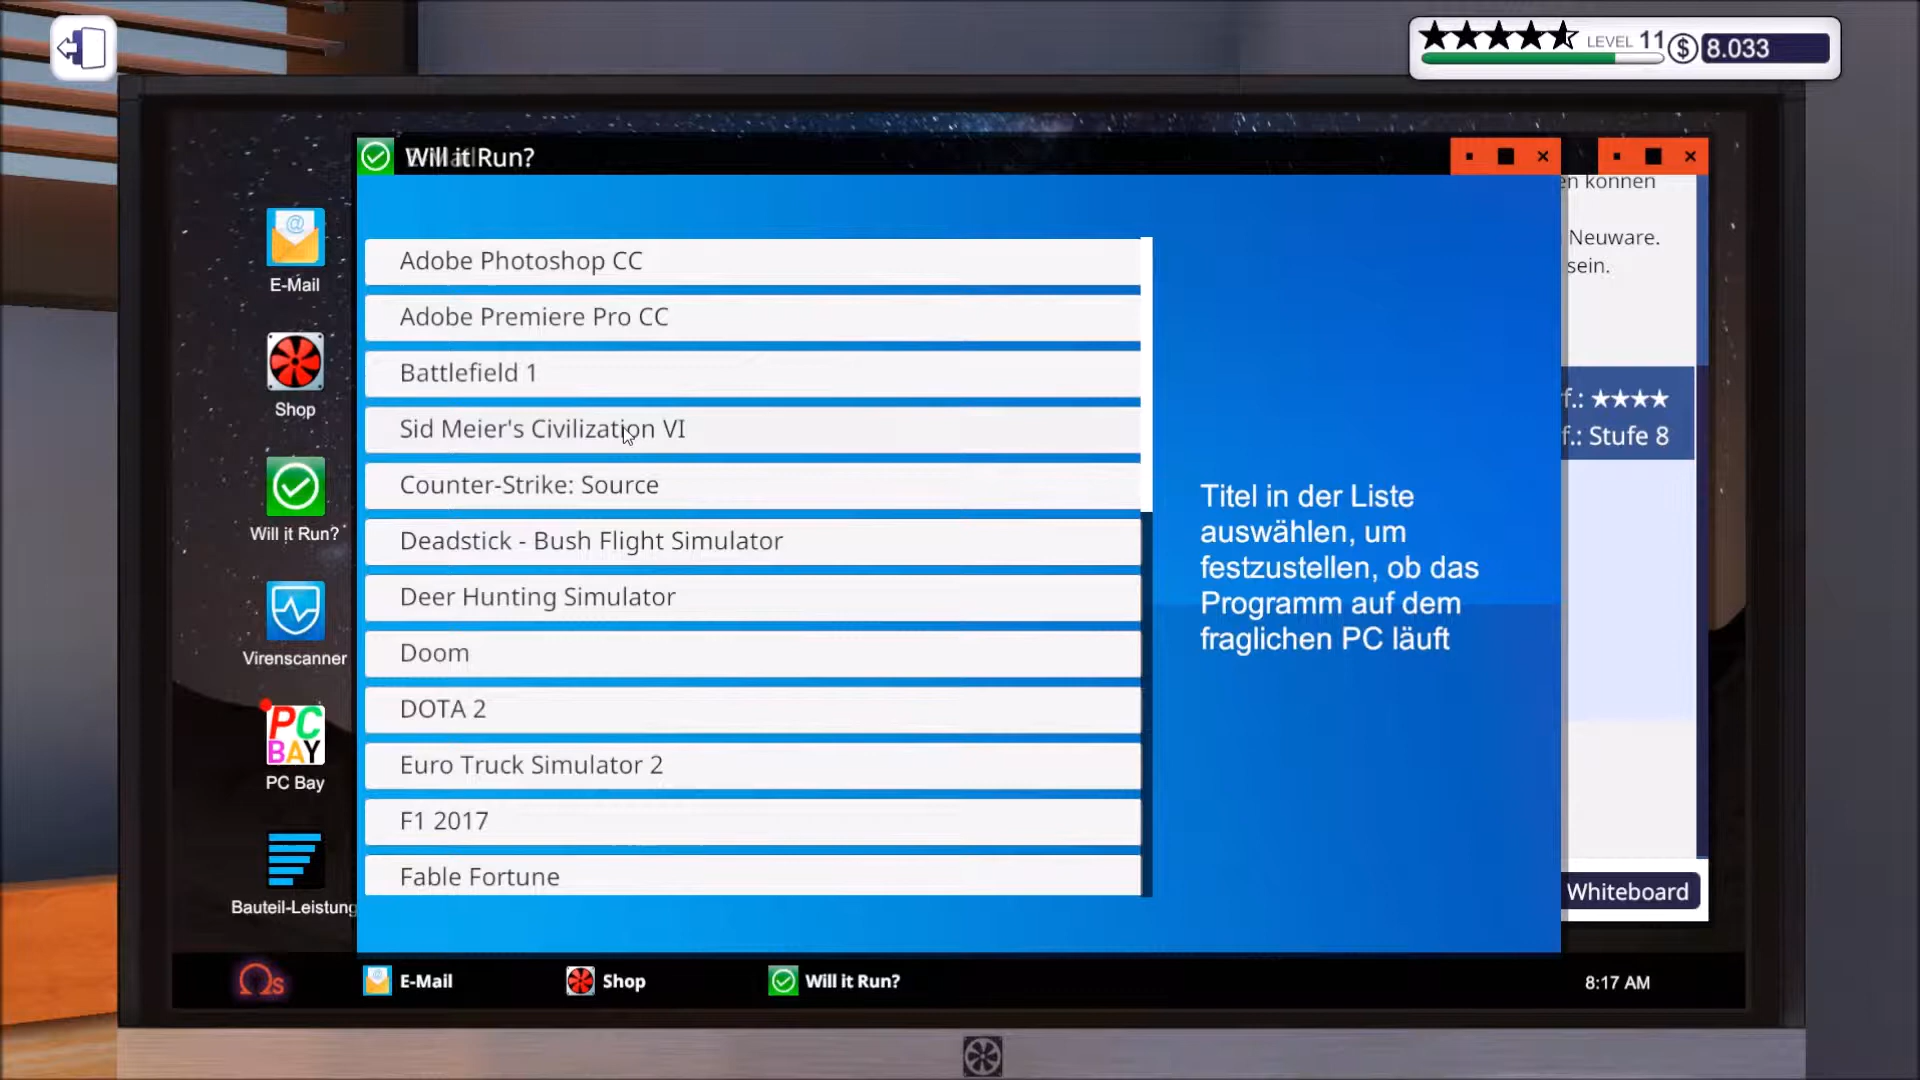 LEVEL 11
$ 8.033
Will it Run?
en können
Neuware.
sein.
E-Mail
Shop
Will it Run?
Virenscanner
PC BAY
PC Bay
Bauteil-Leistung
Adobe Photoshop CC
Adobe Premiere Pro CC
Battlefield 1
Sid Meier's Civilization VI
Counter-Strike: Source
Deadstick - Bush Flight Simulator
Deer Hunting Simulator
Doom
DOTA 2
Euro Truck Simulator 2
F1 2017
Fable Fortune
Titel in der Liste
auswählen, um
festzustellen, ob das
Programm auf dem
fraglichen PC läuft
f.: ★★★★
f.: Stufe 8
Whiteboard
Ωs
E-Mail
Shop
Will it Run?
8:17 AM